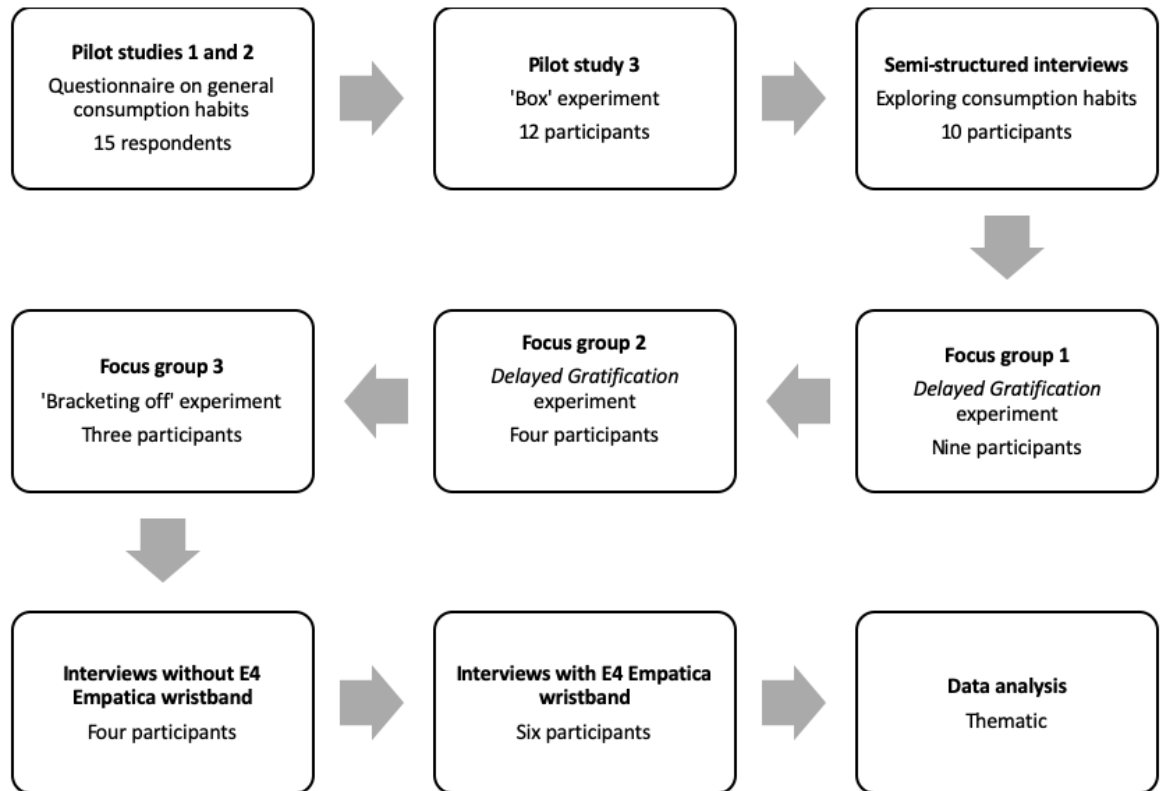 Pilot studies 1 and 2
Questionnaire on general
consumption habits
15 respondents
Pilot study 3
'Box' experiment
12 participants
Semi-structured interviews
Exploring consumption habits
10 participants
Focus group 1
Delayed Gratification
experiment
Nine participants
Focus group 2
Delayed Gratification
experiment
Four participants
Focus group 3
'Bracketing off' experiment
Three participants
Interviews without E4
Empatica wristband
Four participants
Interviews with E4 Empatica
wristband
Six participants
Data analysis
Thematic